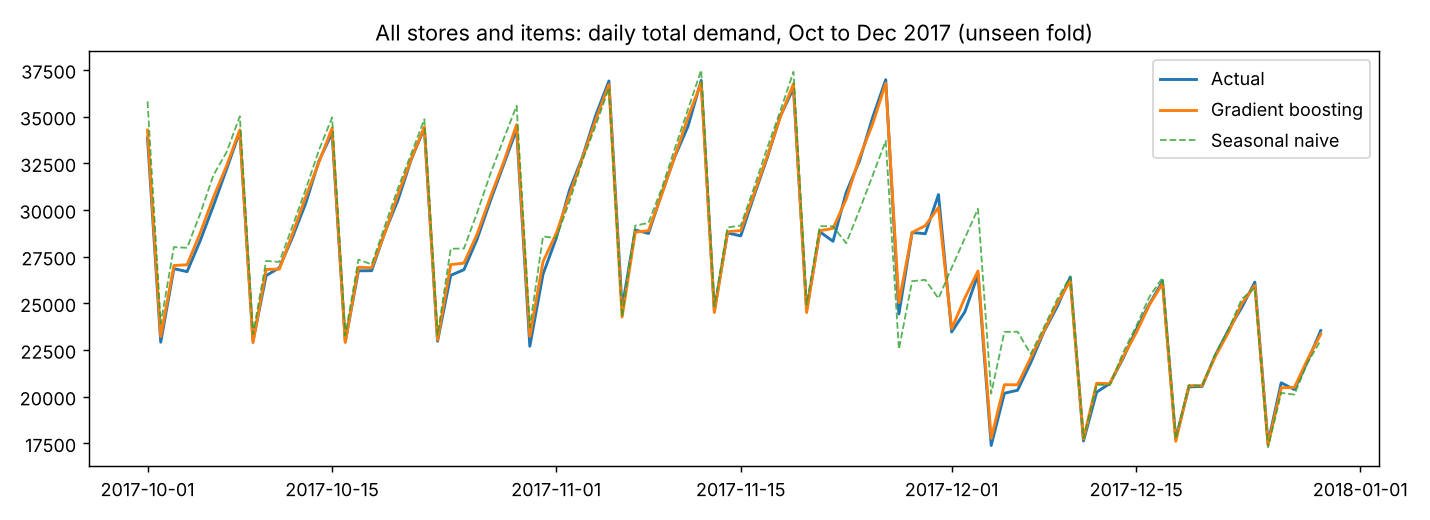 All stores and items: daily total demand, Oct to Dec 2017 (unseen fold)
37500
35000
32500
30000
27500
25000
22500
20000
17500
Actual
Gradient boosting
Seasonal naive
2017-10-01 2017-10-15 2017-11-01 2017-11-15 2017-12-01 2017-12-15 2018-01-01